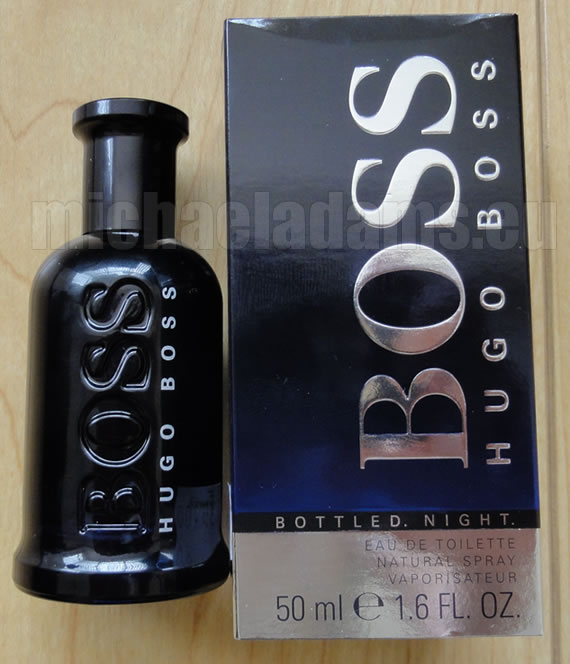 BOSS
HUGO BOSS
BOSS
HUGO BOSS
BOTTLED. NIGHT.
EAU DE TOILETTE
NATURAL SPRAY
VAPORISATEUR
50 ml ℮ 1.6 FL. OZ.
michaeladams.eu